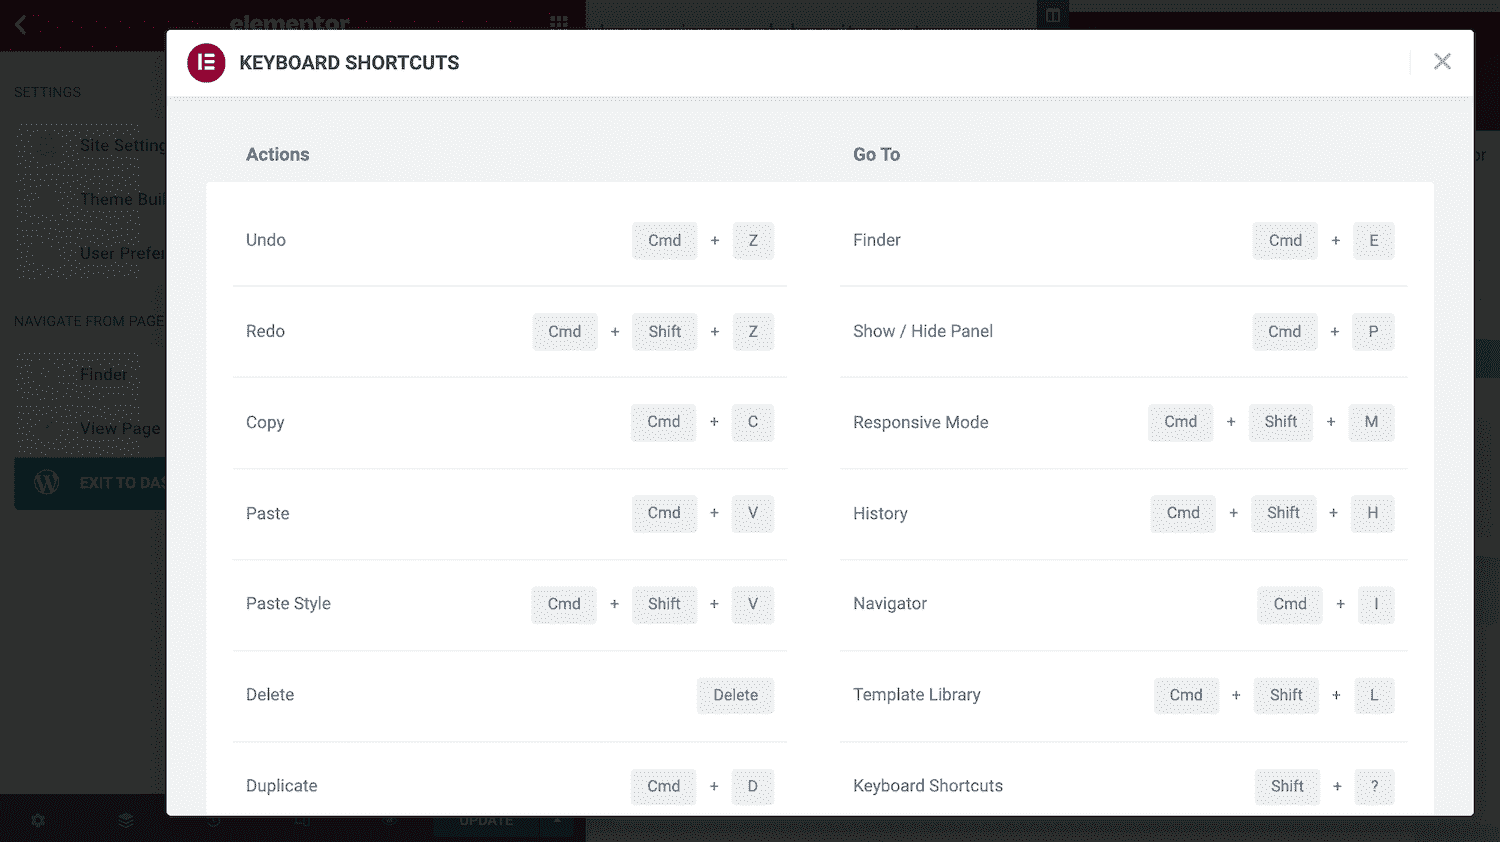 elementor
KEYBOARD SHORTCUTS
SETTINGS
Site Setting
Theme Buil
User Prefer
NAVIGATE FROM PAGE
Finder
View Page
EXIT TO DAS
Actions
Undo Cmd + Z
Redo Cmd + Shift + Z
Copy Cmd + C
Paste Cmd + V
Paste Style Cmd + Shift + V
Delete Delete
Duplicate Cmd + D
Go To
Finder Cmd + E
Show / Hide Panel Cmd + P
Responsive Mode Cmd + Shift + M
History Cmd + Shift + H
Navigator Cmd + I
Template Library Cmd + Shift + L
Keyboard Shortcuts Shift + ?
UPDATE